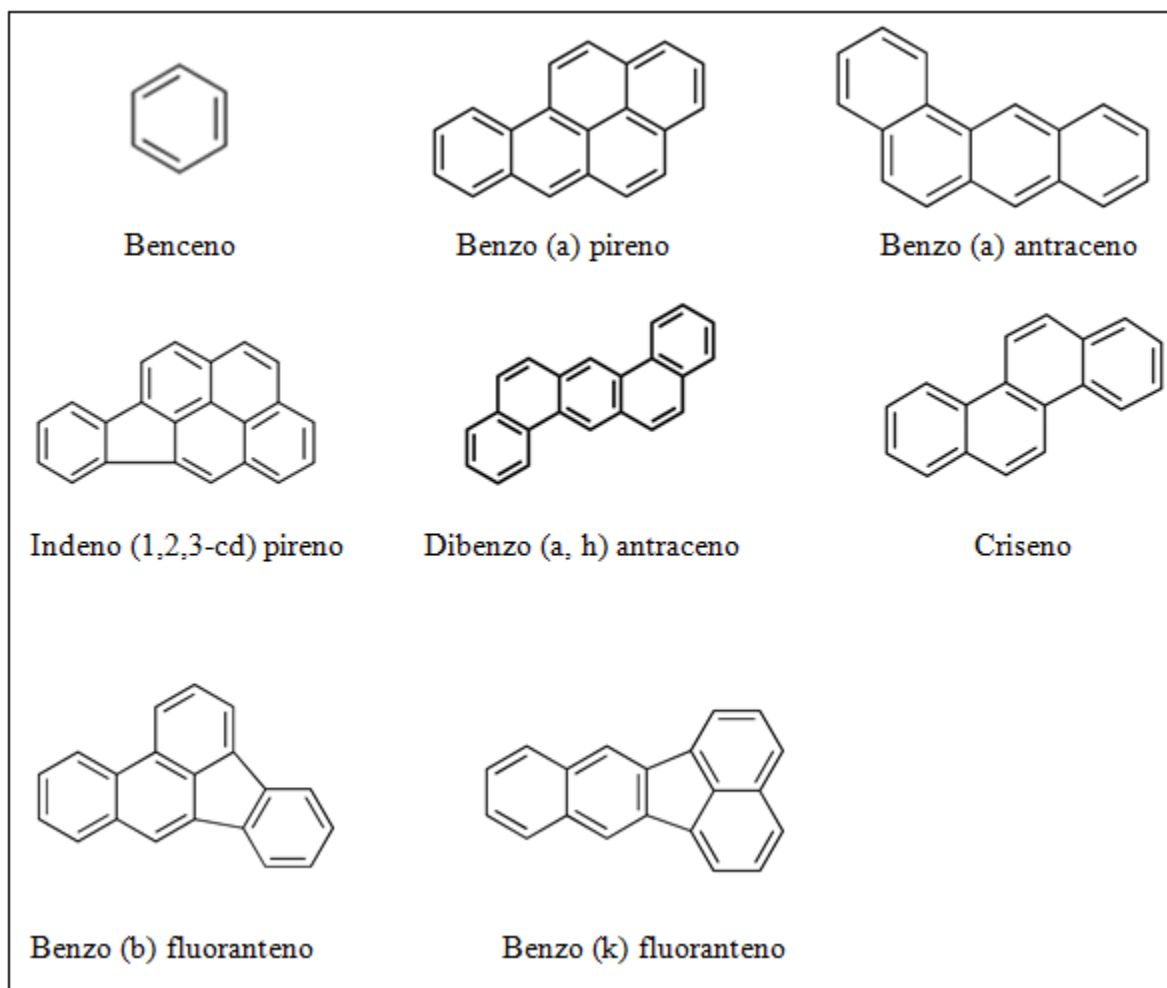 Benceno
Benzo (a) pireno
Benzo (a) antraceno
Indeno (1,2,3-cd) pireno
Dibenzo (a, h) antraceno
Criseno
Benzo (b) fluoranteno
Benzo (k) fluoranteno